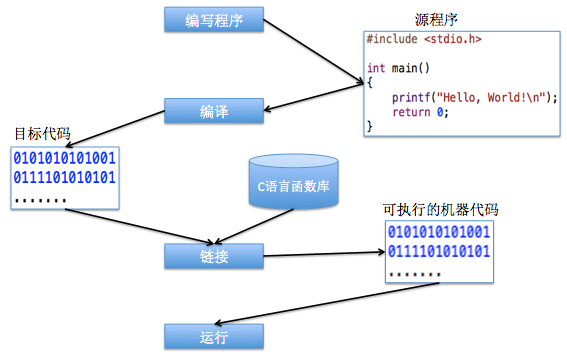 编写程序
源程序
#include <stdio.h>
int main()
{
printf("Hello, World!\n");
return 0;
}
编译
目标代码
0101010101001
0111101010101
.......
C语言函数库
可执行的机器代码
0101010101001
0111101010101
.......
链接
运行